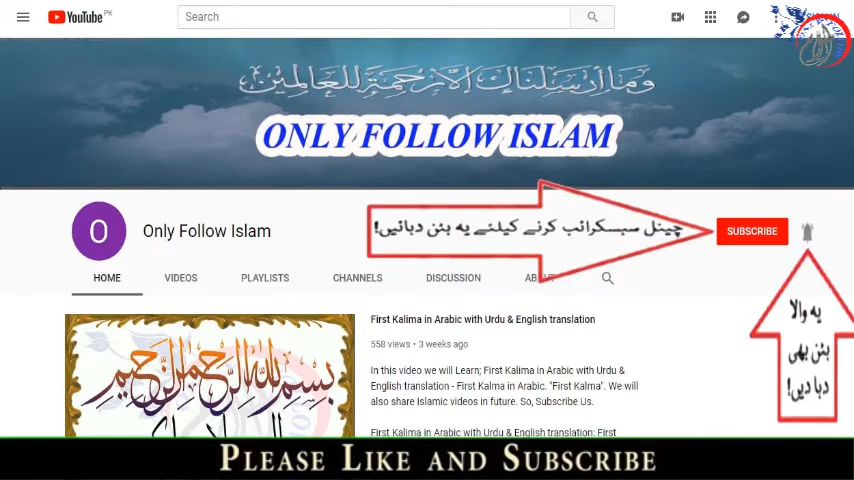 YouTube PK
Search
وما ارسلناك الا رحمة للعالمين
ONLY FOLLOW ISLAM
O
Only Follow Islam
چینل سبسکرائب کرنے کیلئے یہ بٹن دبائیں!
SUBSCRIBE
HOME
VIDEOS
PLAYLISTS
CHANNELS
DISCUSSION
یہ والا
بٹن بھی
دبا دیں!
بسم الله الرحمن الرحيم
First Kalima in Arabic with Urdu & English translation
558 views • 3 weeks ago
In this video we will Learn; First Kalima in Arabic with Urdu &
English translation - First Kalma in Arabic. "First Kalma". We will
also share Islamic videos in future. So, Subscribe Us.
First Kalima in Arabic with Urdu & English translation: First
PLEASE LIKE AND SUBSCRIBE